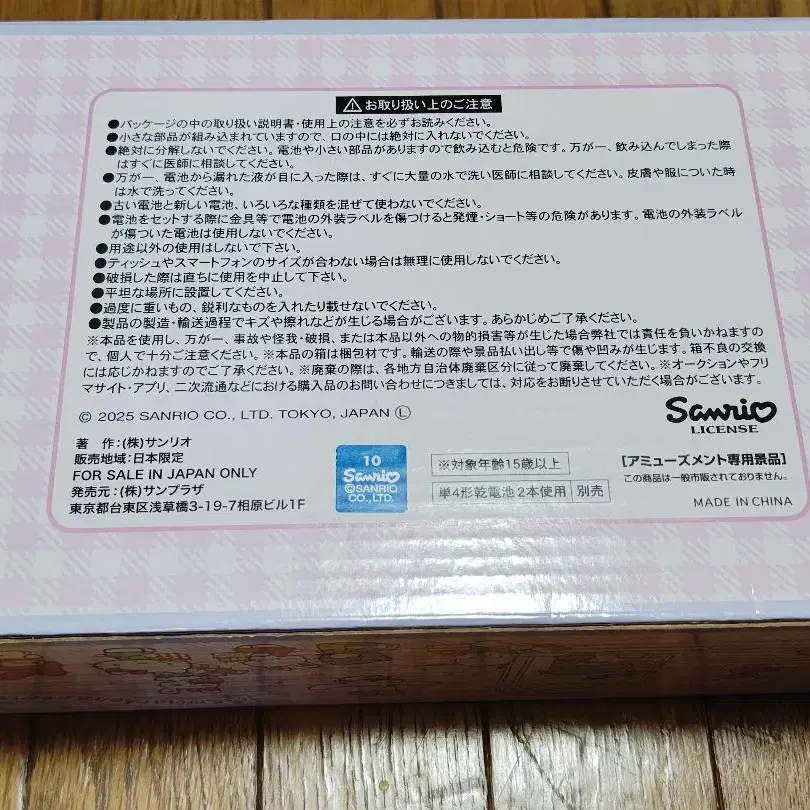 ⚠ お取り扱い上のご注意
●パッケージの中の取り扱い説明書・使用上の注意を必ずお読みください。
●小さな部品が組み込まれていますので、口の中には絶対に入れないでください。
●絶対に分解しないでください。電池や小さい部品がありますので飲み込むと危険です。万が一、飲み込んでしまった際
はすぐに医師に相談してください。
●万が一、電池から漏れた液が目に入った際は、すぐに大量の水で洗い医師に相談してください。皮膚や服についた時
は水で洗ってください。
●古い電池と新しい電池、いろいろな種類を混ぜて使わないでください。
●電池をセットする際に金具等で電池の外装ラベルを傷つけると発煙・ショート等の危険があります。電池の外装ラベル
が傷ついた電池は使用しないでください。
●用途以外の使用はしないで下さい。
●ティッシュやスマートフォンのサイズが合わない場合は無理に使用しないでください。
●破損した際は直ちに使用を中止して下さい。
●平坦な場所に設置してください。
●過度に重いもの、鋭利なものを入れたり載せないでください。
●製品の製造・輸送過程でキズや擦れなどが生じる場合がございます。あらかじめご了承ください。
※本品を使用し、万が一、事故や怪我・破損、または本品以外への物的損害等が生じた場合弊社では責任を負いかねますの
で、個人で十分ご注意ください。※本品の箱は梱包材です。輸送の際や景品払い出し等で傷や凹みが生じます。箱不良の交換
には応じかねますのでご了承ください。※廃棄の際は、各地方自治体廃棄区分に従って廃棄してください。※オークションやフリ
マサイト・アプリ、二次流通などにおける購入品のお問い合わせにつきましては、対応をお断りさせていただく場合がございます。
© 2025 SANRIO CO., LTD. TOKYO, JAPAN Ⓛ
Sanrio
LICENSE
著 作：(株)サンリオ
販売地域：日本限定
FOR SALE IN JAPAN ONLY
発売元：(株)サンプラザ
東京都台東区浅草橋3-19-7相原ビル1F
10
Sanrio
©SANRIO
CO.,LTD.
※対象年齢15歳以上
単4形乾電池2本使用 別売
【アミューズメント専用景品】
この商品は一般市販されておりません。
MADE IN CHINA